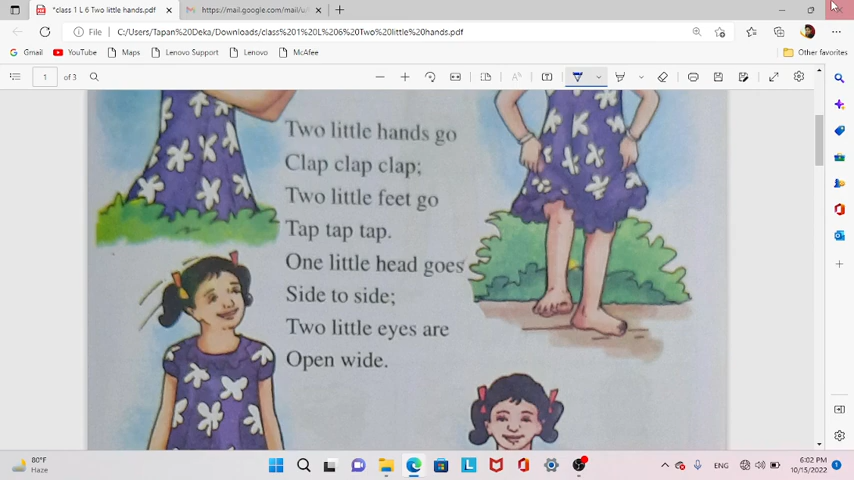 *class 1 L 6 Two little hands.pdf
https://mail.google.com/mail/u/
File
C:/Users/Tapan%20Deka/Downloads/class%201%20L%206%20Two%20little%20hands.pdf
Gmail
YouTube
Maps
Lenovo Support
Lenovo
McAfee
Other favorites
1 of 3
Two little hands go
Clap clap clap;
Two little feet go
Tap tap tap.
One little head goes
Side to side;
Two little eyes are
Open wide.
80°F
Haze
ENG
6:02 PM
10/15/2022